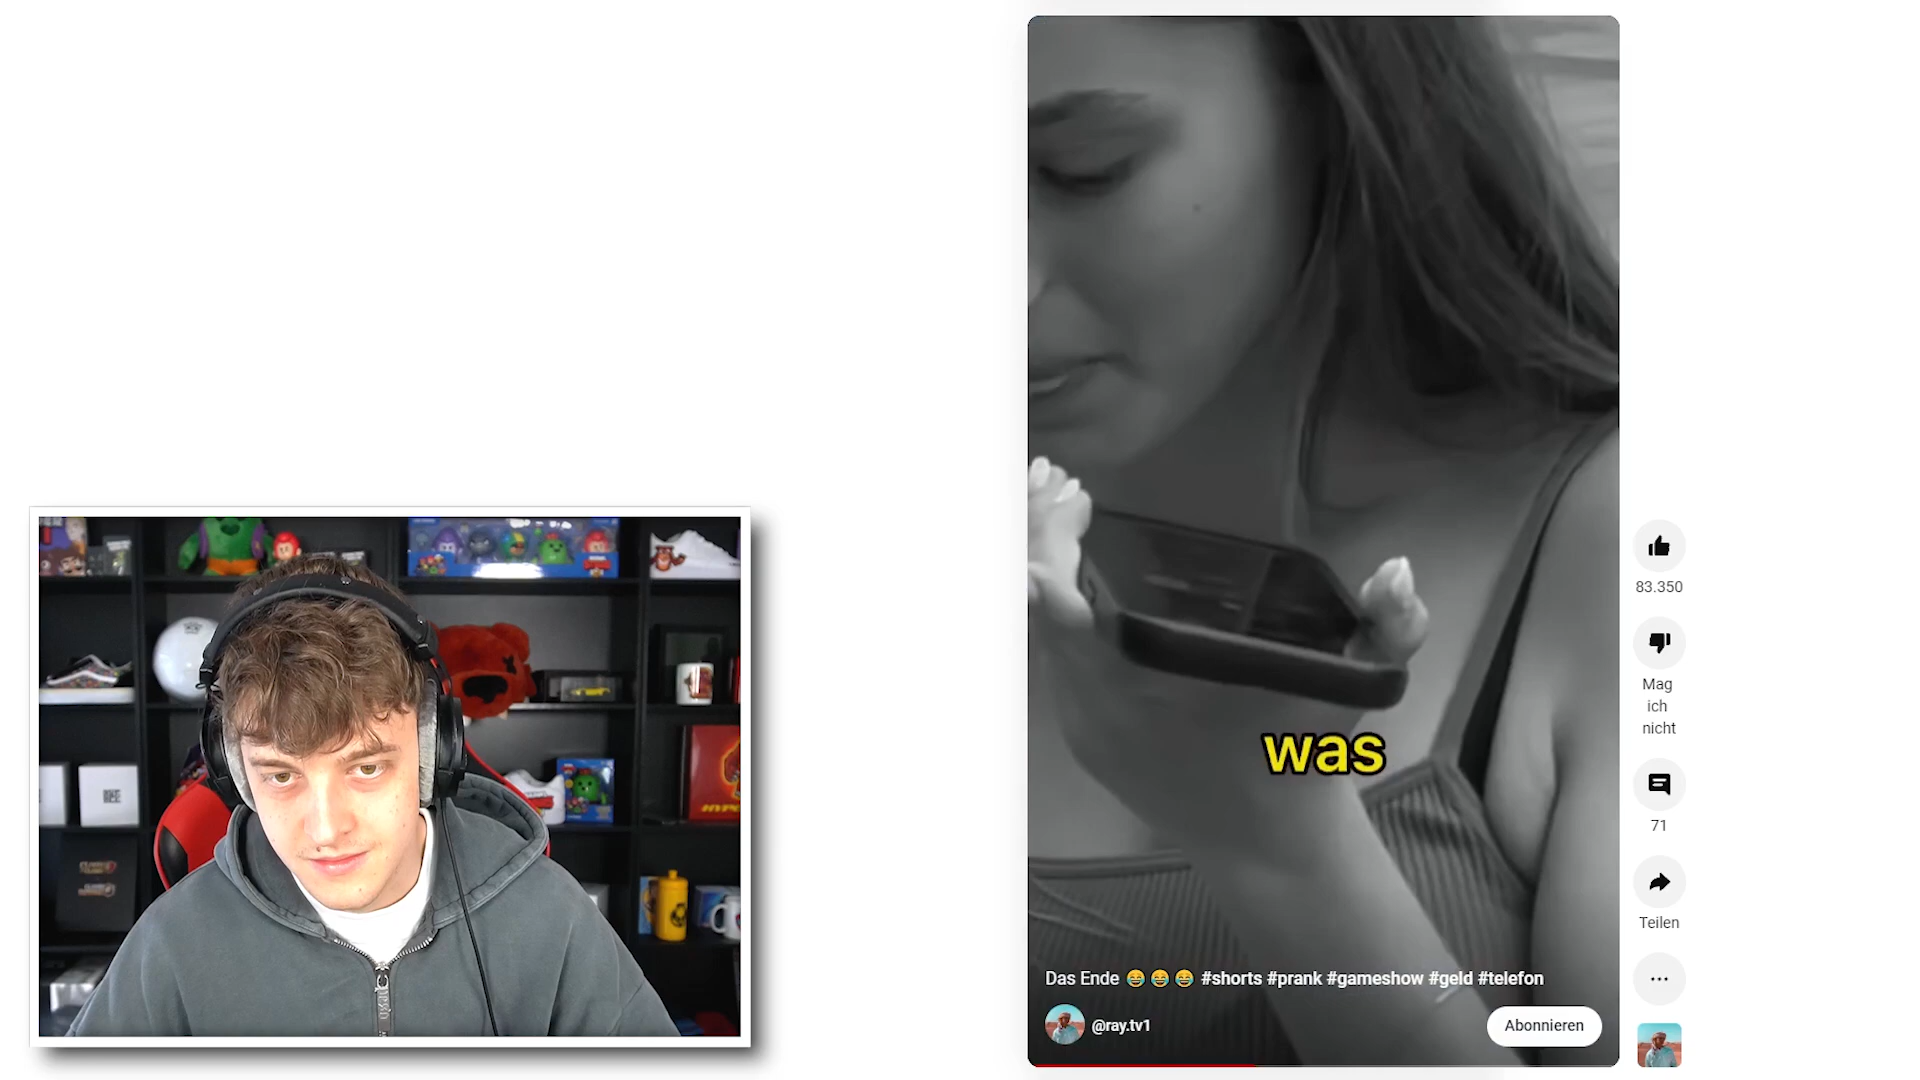 was
83.350
Mag
ich
nicht
71
Teilen
Das Ende 😂😂😂 #shorts #prank #gameshow #geld #telefon
@ray.tv1
Abonnieren